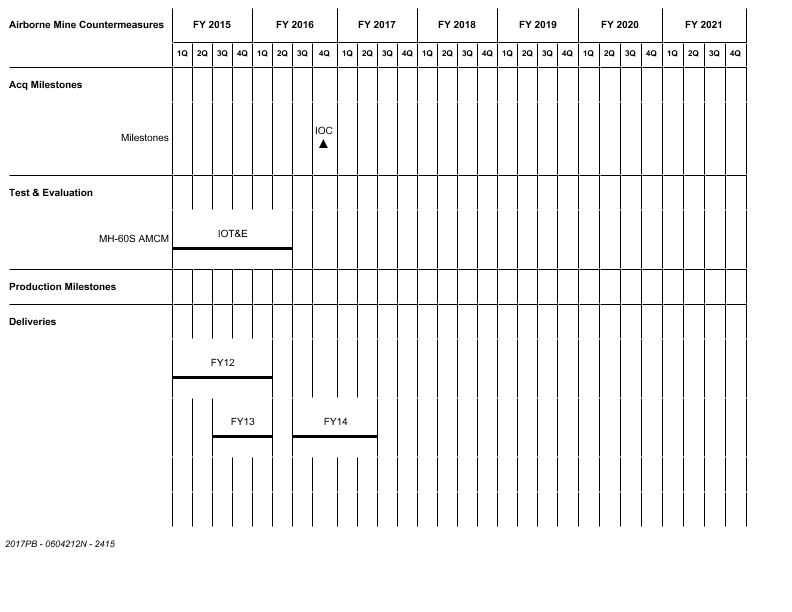 Airborne Mine Countermeasures FY 2015 FY 2016 FY 2017 FY 2018 FY 2019 FY 2020 FY 2021
1Q 2Q 3Q 4Q 1Q 2Q 3Q 4Q 1Q 2Q 3Q 4Q 1Q 2Q 3Q 4Q 1Q 2Q 3Q 4Q 1Q 2Q 3Q 4Q 1Q 2Q 3Q 4Q
Acq Milestones
IOC
Milestones
Test & Evaluation
IOT&E
MH-60S AMCM
Production Milestones
Deliveries
FY12
FY13 FY14
2017PB - 0604212N - 2415